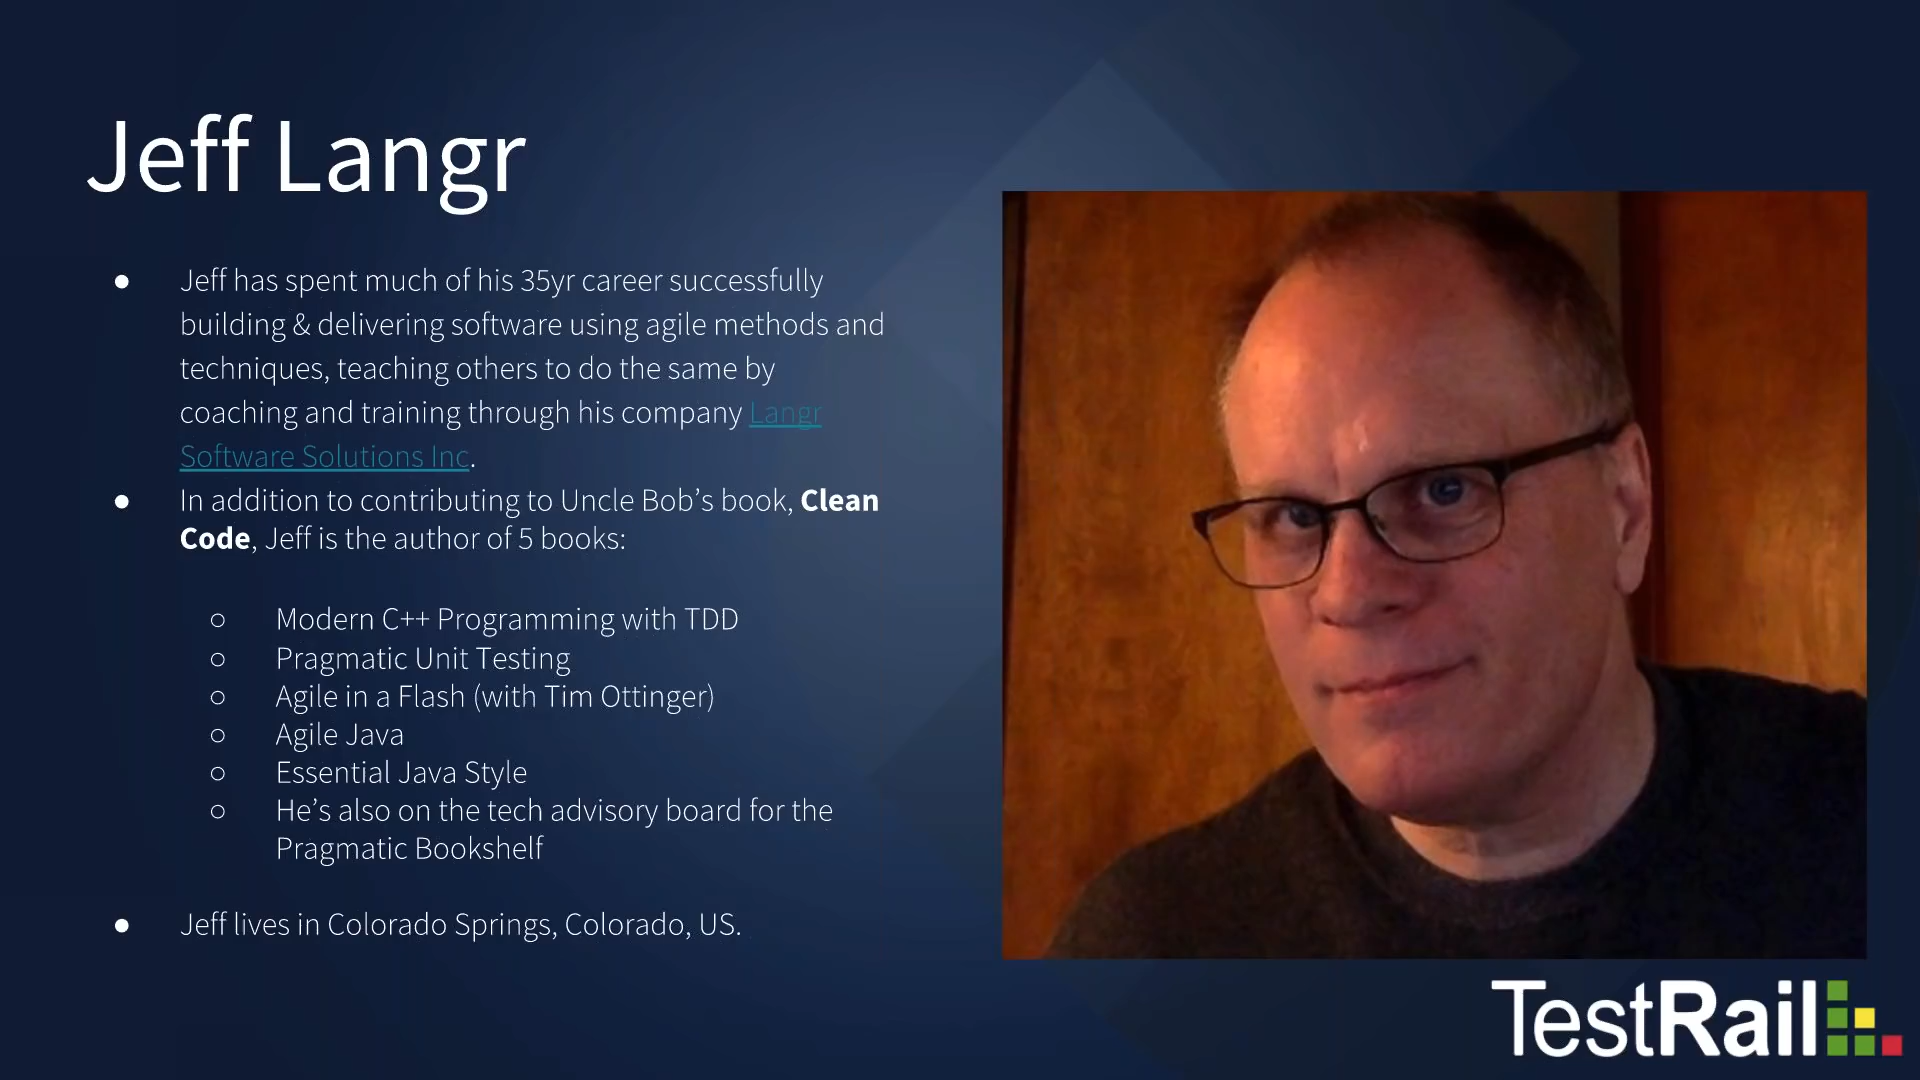 Jeff Langr
● Jeff has spent much of his 35yr career successfully
building & delivering software using agile methods and
techniques, teaching others to do the same by
coaching and training through his company Langr
Software Solutions Inc.
● In addition to contributing to Uncle Bob’s book, Clean
Code, Jeff is the author of 5 books:
○ Modern C++ Programming with TDD
○ Pragmatic Unit Testing
○ Agile in a Flash (with Tim Ottinger)
○ Agile Java
○ Essential Java Style
○ He’s also on the tech advisory board for the
Pragmatic Bookshelf
● Jeff lives in Colorado Springs, Colorado, US.
TestRail